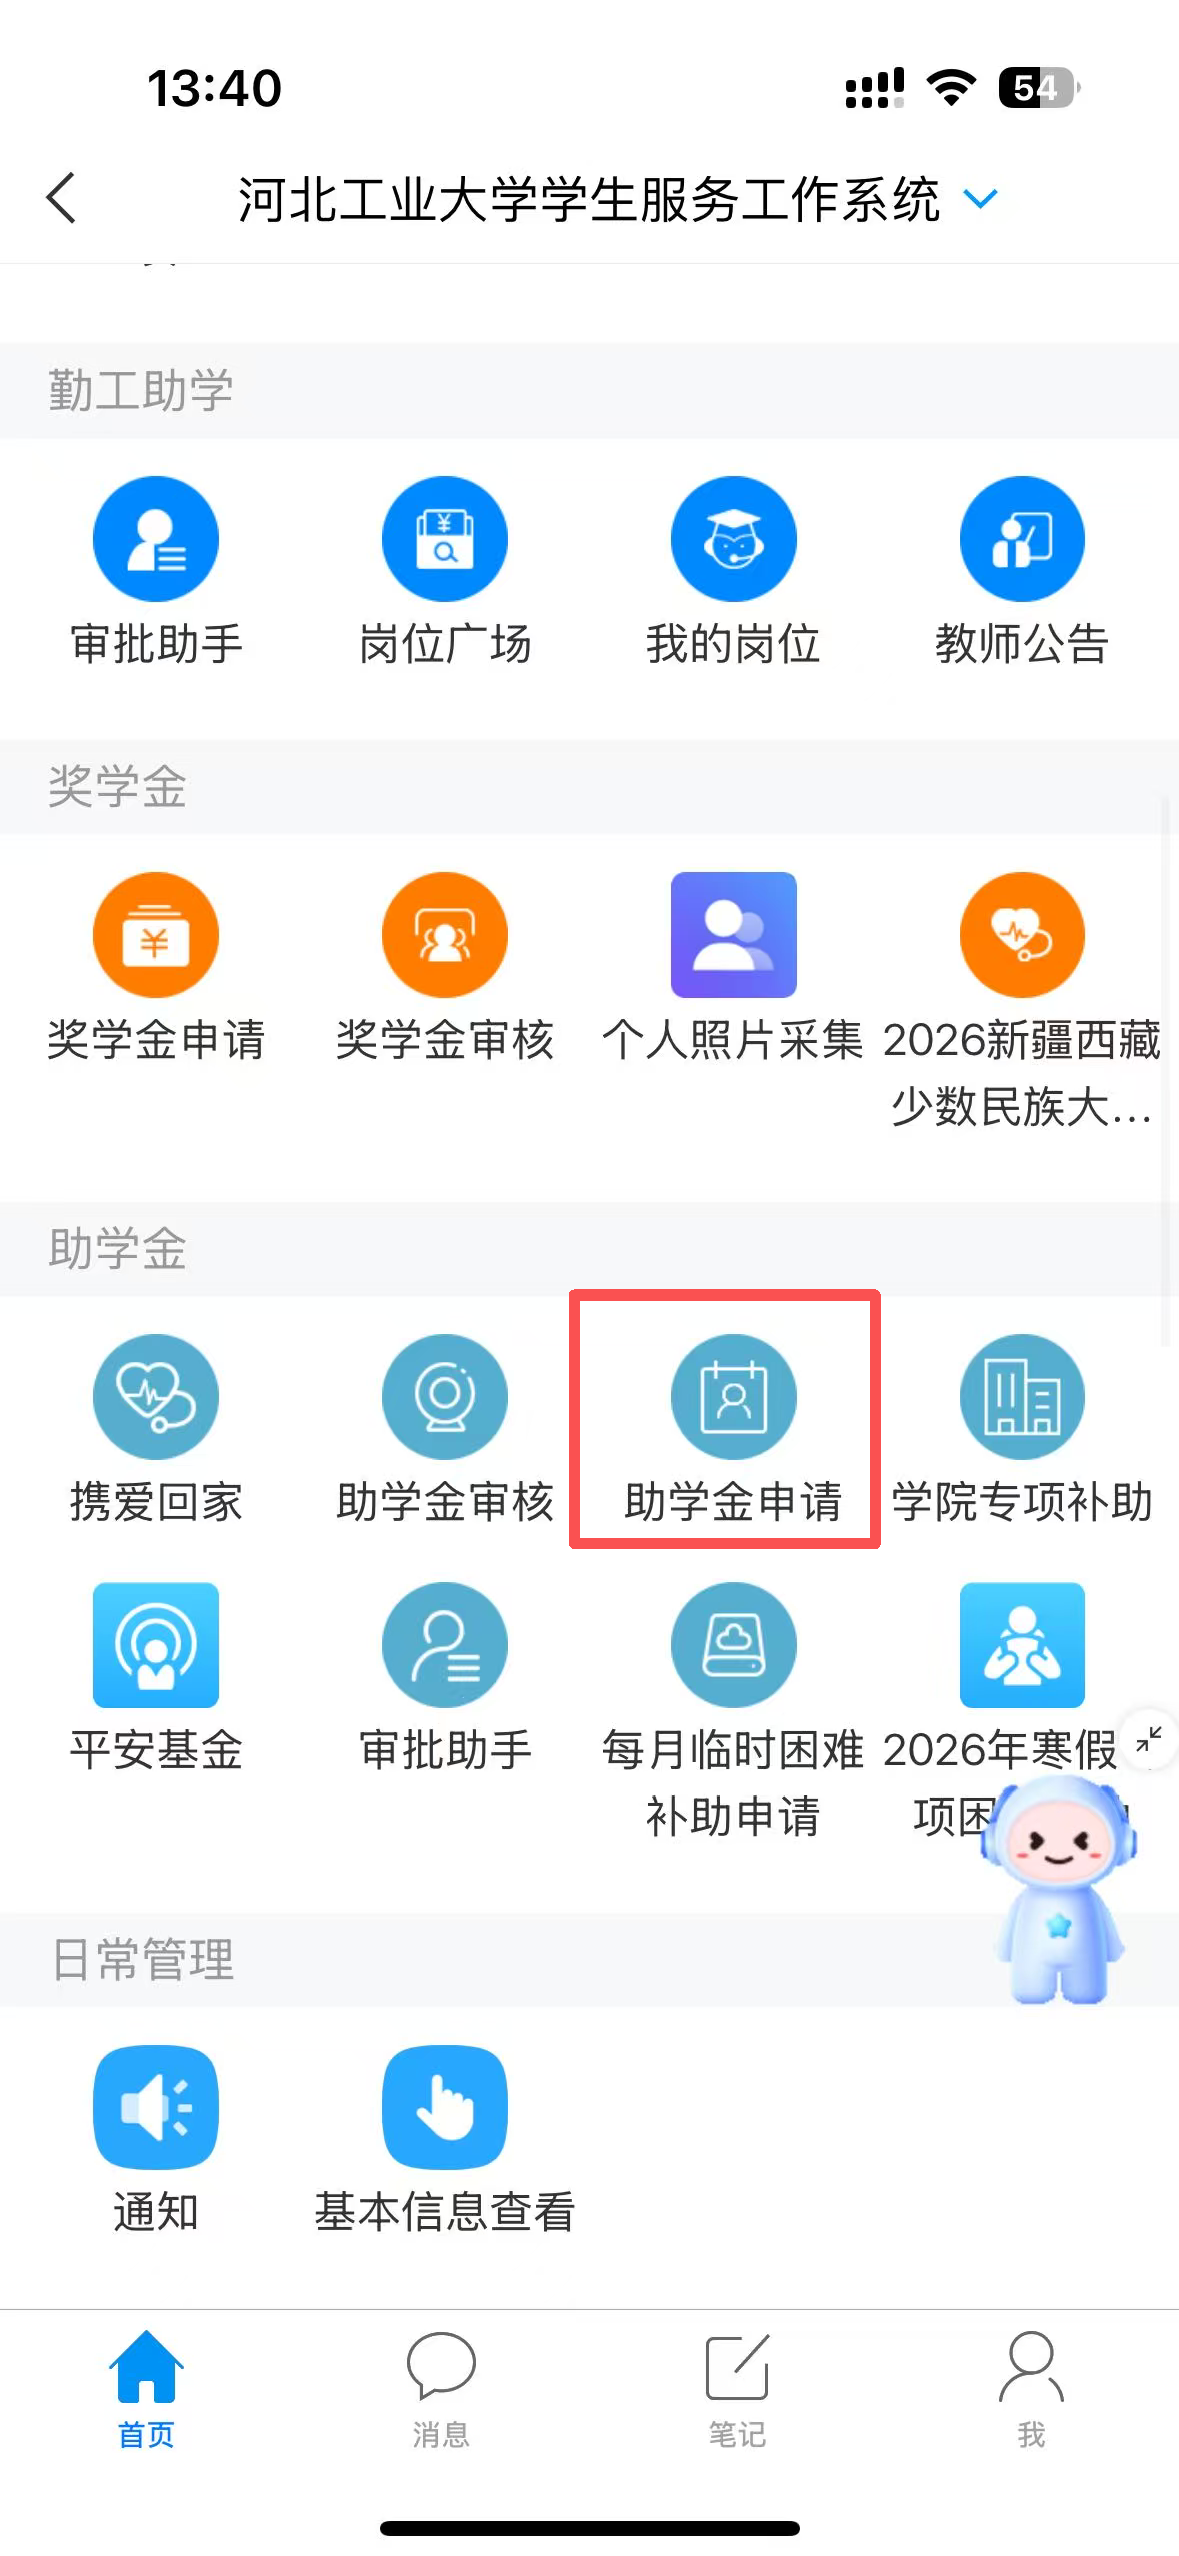 13:40
54
河北工业大学学生服务工作系统
勤工助学
审批助手 岗位广场 我的岗位 教师公告
奖学金
奖学金申请 奖学金审核 个人照片采集 2026新疆西藏
少数民族大...
助学金
携爱回家 助学金审核 助学金申请 学院专项补助
平安基金 审批助手 每月临时困难 2026年寒假
补助申请 项困
日常管理
通知 基本信息查看
首页 消息 笔记 我